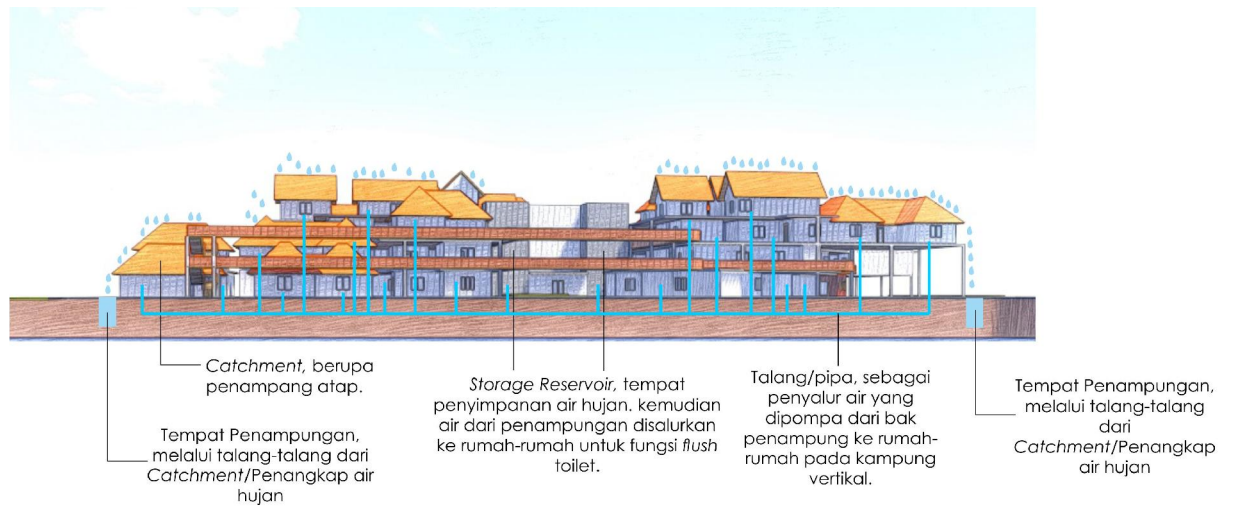 Catchment, berupa
penampang atap.
Tempat Penampungan,
melalui talang-talang dari
Catchment/Penangkap air
hujan
Storage Reservoir, tempat
penyimpanan air hujan. kemudian
air dari penampungan disalurkan
ke rumah-rumah untuk fungsi flush
toilet.
Talang/pipa, sebagai
penyalur air yang
dipompa dari bak
penampung ke rumah-
rumah pada kampung
vertikal.
Tempat Penampungan,
melalui talang-talang
dari
Catchment/Penangkap
air hujan